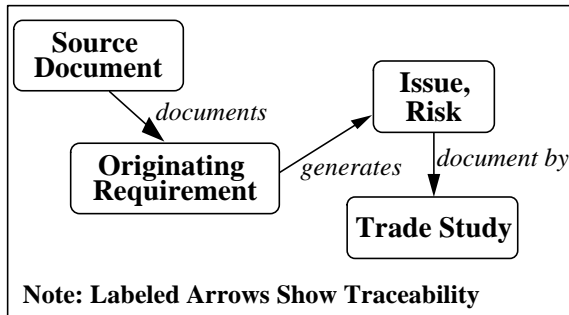 Source
Document
documents
Originating
Requirement
generates
Issue,
Risk
document by
Trade Study
Note: Labeled Arrows Show Traceability